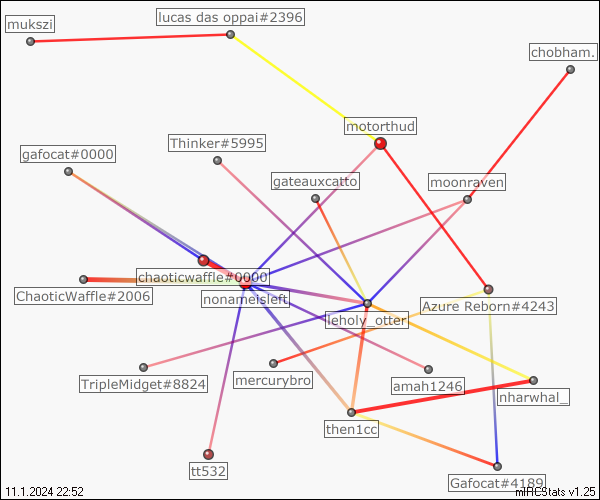 mukszi
lucas das oppai#2396
chobham.
motorthud
Thinker#5995
gafocat#0000
gateauxcatto
moonraven
chaoticwaffle#0000
ChaoticWaffle#2006
nonameisleft
Azure Reborn#4243
leholy_otter
TripleMidget#8824
mercurybro
amah1246
nharwhal_
then1cc
tt532
Gafocat#4189
11.1.2024 22:52
mIRCStats v1.25